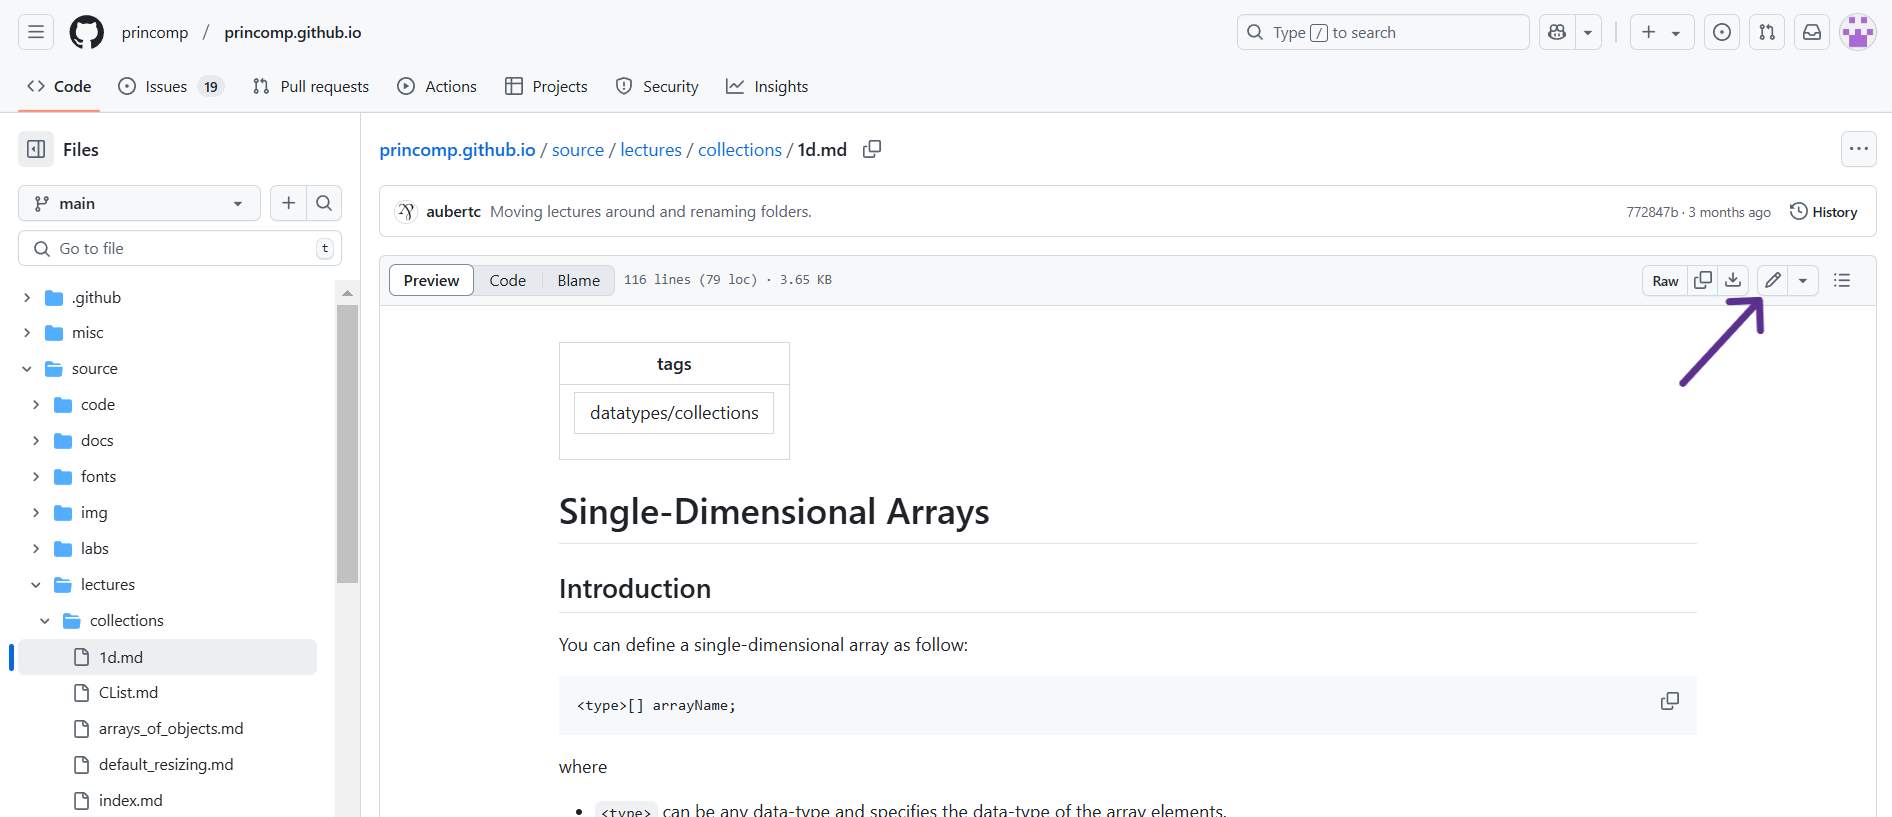 princomp / princomp.github.io
Type / to search
Code
Issues 19
Pull requests
Actions
Projects
Security
Insights
Files
main
Go to file
t
.github
misc
source
code
docs
fonts
img
labs
lectures
collections
1d.md
CList.md
arrays_of_objects.md
default_resizing.md
index.md
princomp.github.io / source / lectures / collections / 1d.md
aubertc Moving lectures around and renaming folders.
772847b · 3 months ago
History
Preview
Code
Blame
116 lines (79 loc) · 3.65 KB
Raw
tags
datatypes/collections
Single-Dimensional Arrays
Introduction
You can define a single-dimensional array as follow:
<type>[] arrayName;
where
• <type> can be any data-type and specifies the data-type of the array elements.